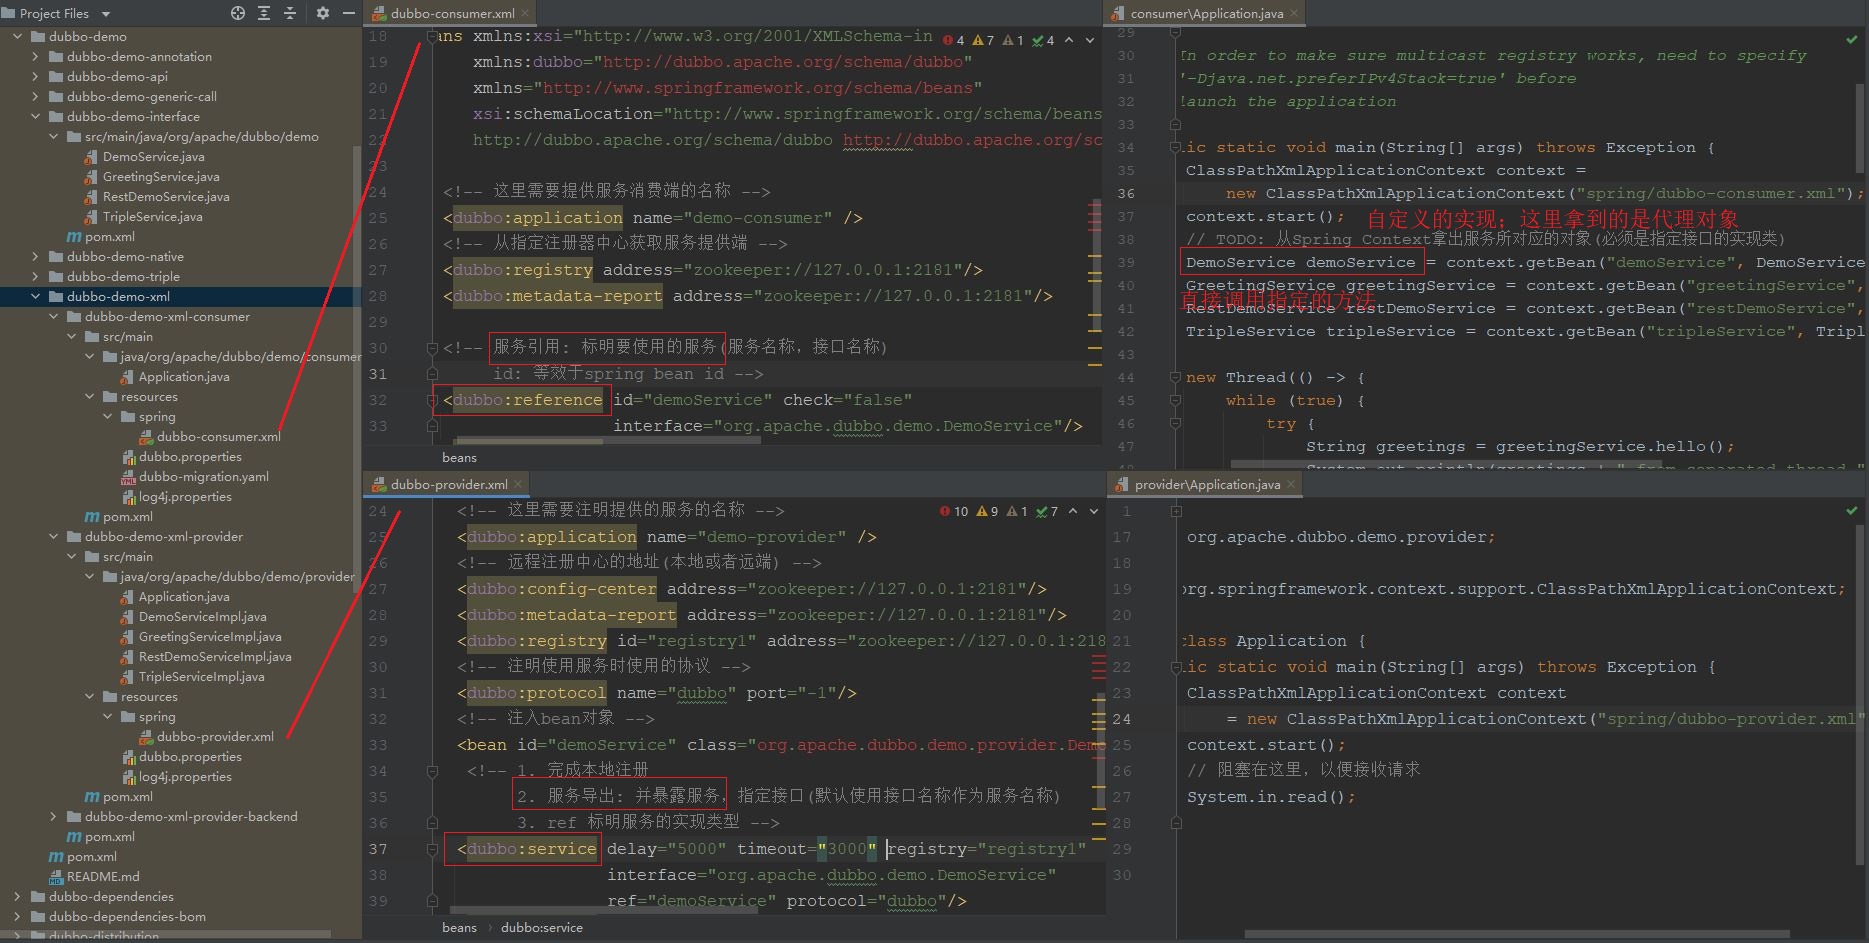 Project Files
dubbo-demo
dubbo-demo-annotation
dubbo-demo-api
dubbo-demo-generic-call
dubbo-demo-interface
src/main/java/org/apache/dubbo/demo
DemoService.java
GreetingService.java
RestDemoService.java
TripleService.java
pom.xml
dubbo-demo-native
dubbo-demo-triple
dubbo-demo-xml
dubbo-demo-xml-consumer
src/main
java/org/apache/dubbo/demo/consumer
Application.java
resources
spring
dubbo-consumer.xml
dubbo.properties
dubbo-migration.yaml
log4j.properties
pom.xml
dubbo-demo-xml-provider
src/main
java/org/apache/dubbo/demo/provider
Application.java
DemoServiceImpl.java
GreetingServiceImpl.java
RestDemoServiceImpl.java
TripleServiceImpl.java
resources
spring
dubbo-provider.xml
dubbo.properties
log4j.properties
pom.xml
dubbo-demo-xml-provider-backend
pom.xml
pom.xml
README.md
dubbo-dependencies
dubbo-dependencies-bom
dubbo-distribution
dubbo-consumer.xml
4 7 1 4
18 ans xmlns:xsi="http://www.w3.org/2001/XMLSchema-in
19 xmlns:dubbo="http://dubbo.apache.org/schema/dubbo"
20 xmlns="http://www.springframework.org/schema/beans"
21 xsi:schemaLocation="http://www.springframework.org/schema/beans
22 http://dubbo.apache.org/schema/dubbo http://dubbo.apache.org/sc
23
24 <!-- 这里需要提供服务消费端的名称 -->
25 <dubbo:application name="demo-consumer" />
26 <!-- 从指定注册器中心获取服务提供端 -->
27 <dubbo:registry address="zookeeper://127.0.0.1:2181"/>
28 <dubbo:metadata-report address="zookeeper://127.0.0.1:2181"/>
29
30 <!-- 服务引用: 标明要使用的服务(服务名称, 接口名称)
31 id: 等效于spring bean id -->
32 <dubbo:reference id="demoService" check="false"
33 interface="org.apache.dubbo.demo.DemoService"/>
beans
consumer\Application.java
29
30 In order to make sure multicast registry works, need to specify
31 '-Djava.net.preferIPv4Stack=true' before
32 launch the application
33
34 ic static void main(String[] args) throws Exception {
35 ClassPathXmlApplicationContext context =
36 new ClassPathXmlApplicationContext("spring/dubbo-consumer.xml");
37 context.start();
自定义的实现; 这里拿到的是代理对象
38 // TODO: 从Spring Context拿出服务所对应的对象(必须是指定接口的实现类)
39 DemoService demoService = context.getBean("demoService", DemoService
40 GreetingService greetingService = context.getBean("greetingService",
直接调用指定的方法
41 RestDemoService restDemoService = context.getBean("restDemoService",
42 TripleService tripleService = context.getBean("tripleService", Tripl
43
44 new Thread(() -> {
45 while (true) {
46 try {
47 String greetings = greetingService.hello();
System.out.println(greetings + " from separated thread."
dubbo-provider.xml
10 9 1 7
24 <!-- 这里需要注明提供的服务的名称 -->
25 <dubbo:application name="demo-provider" />
26 <!-- 远程注册中心的地址(本地或者远端) -->
27 <dubbo:config-center address="zookeeper://127.0.0.1:2181"/>
28 <dubbo:metadata-report address="zookeeper://127.0.0.1:2181"/>
29 <dubbo:registry id="registry1" address="zookeeper://127.0.0.1:218
30 <!-- 注明使用服务时使用的协议 -->
31 <dubbo:protocol name="dubbo" port="-1"/>
32 <!-- 注入bean对象 -->
33 <bean id="demoService" class="org.apache.dubbo.demo.provider.Demo
34 <!-- 1. 完成本地注册
35 2. 服务导出: 并暴露服务, 指定接口(默认使用接口名称作为服务名称)
36 3. ref 标明服务的实现类型 -->
37 <dubbo:service delay="5000" timeout="3000" registry="registry1"
38 interface="org.apache.dubbo.demo.DemoService"
39 ref="demoService" protocol="dubbo"/>
beans dubbo:service
provider\Application.java
1
17 org.apache.dubbo.demo.provider;
18
19 org.springframework.context.support.ClassPathXmlApplicationContext;
20
21 class Application {
22 ic static void main(String[] args) throws Exception {
23 ClassPathXmlApplicationContext context
24 = new ClassPathXmlApplicationContext("spring/dubbo-provider.xml"
25 context.start();
26 // 阻塞在这里, 以便接收请求
27 System.in.read();
28
29
30